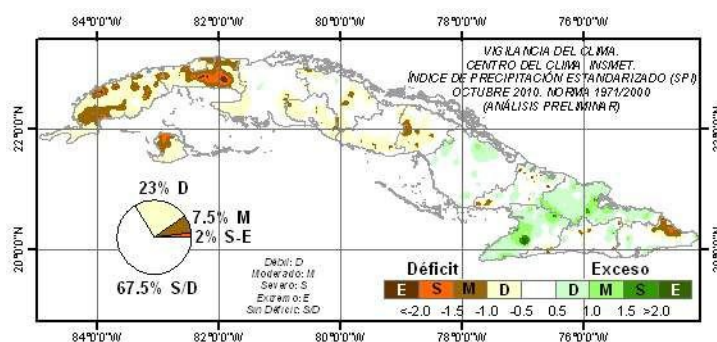 84°0'0"W 82°0'0"W 80°0'0"W 78°0'0"W 76°0'0"W
VIGILANCIA DEL CLIMA.
CENTRO DEL CLIMA INSMET.
ÍNDICE DE PRECIPITACIÓN ESTANDARIZADO (SPI)
OCTUBRE 2010. NORMA 1971/2000
(ANÁLISIS PRELIMINAR)
22°0'0"N
22°0'0"N
20°0'0"N
20°0'0"N
23% D
7.5% M
2% S-E
67.5% S/D
Débil: D
Moderado: M
Severo: S
Extremo: E
Sin Déficit: S/D
Déficit Exceso
E S M D D M S E
<-2.0 -1.5 -1.0 -0.5 0.5 1.0 1.5 >2.0
84°0'0"W 82°0'0"W 80°0'0"W 78°0'0"W 76°0'0"W